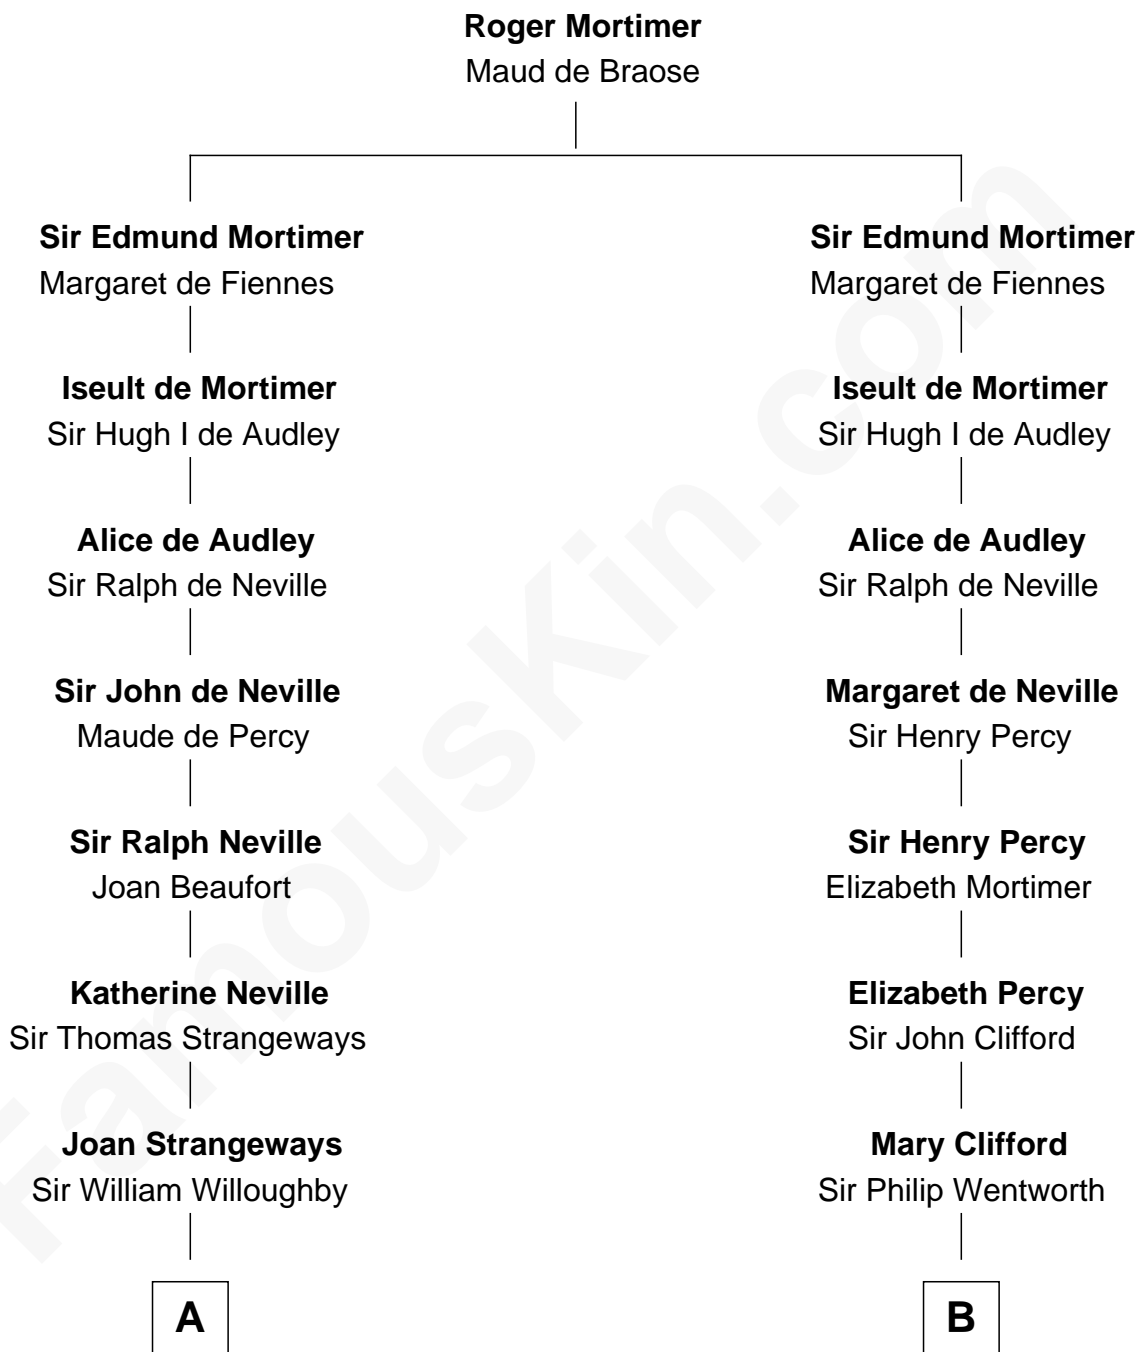 Roger Mortimer
Maud de Braose
Sir Edmund Mortimer
Margaret de Fiennes
Sir Edmund Mortimer
Margaret de Fiennes
Iseult de Mortimer
Sir Hugh I de Audley
Iseult de Mortimer
Sir Hugh I de Audley
Alice de Audley
Sir Ralph de Neville
Alice de Audley
Sir Ralph de Neville
Sir John de Neville
Maude de Percy
Margaret de Neville
Sir Henry Percy
Sir Ralph Neville
Joan Beaufort
Sir Henry Percy
Elizabeth Mortimer
Katherine Neville
Sir Thomas Strangeways
Elizabeth Percy
Sir John Clifford
Joan Strangeways
Sir William Willoughby
Mary Clifford
Sir Philip Wentworth
A
B
FamousKin.com